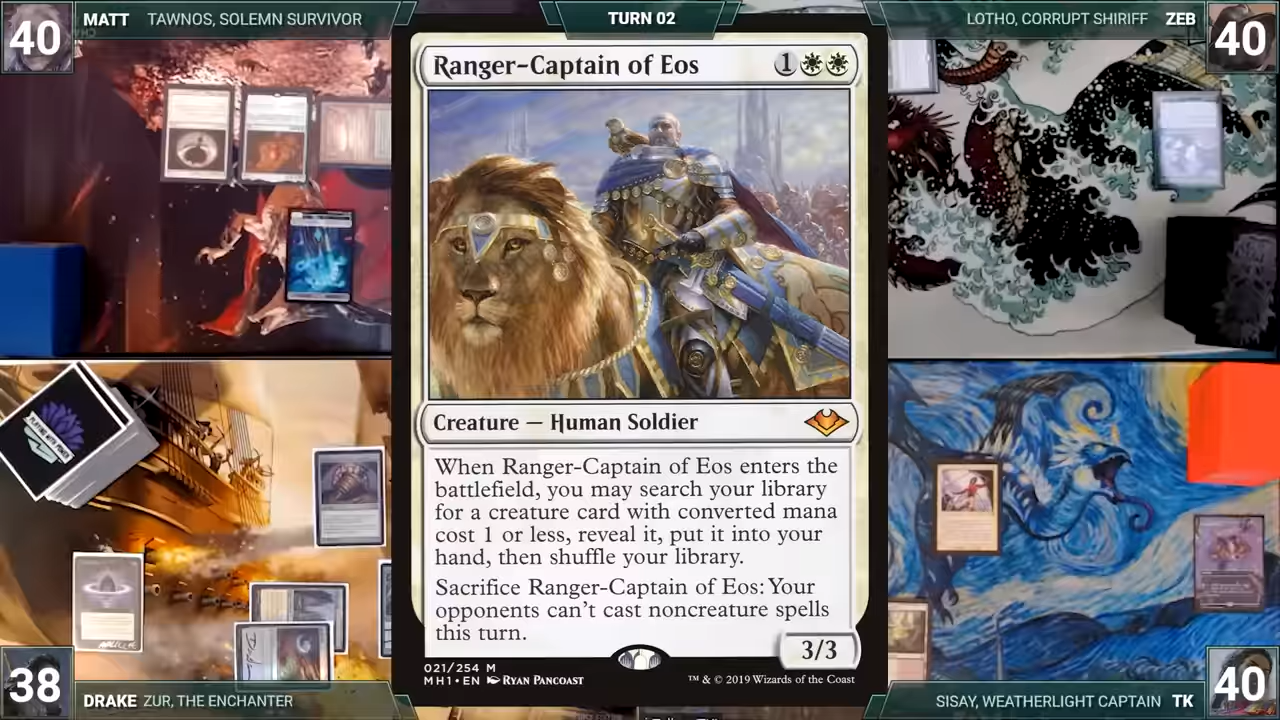 40
MATT TAWNOS, SOLEMN SURVIVOR
TURN 02
LOTHO, CORRUPT SHIRIFF ZEB
40
Ranger-Captain of Eos 1
Creature — Human Soldier
When Ranger-Captain of Eos enters the
battlefield, you may search your library
for a creature card with converted mana
cost 1 or less, reveal it, put it into your
hand, then shuffle your library.
Sacrifice Ranger-Captain of Eos: Your
opponents can't cast noncreature spells
this turn.
3/3
021/254 M
MH1 • EN RYAN PANCOAST
™ & © 2019 Wizards of the Coast
PLAYING WITH POWER
38
DRAKE ZUR, THE ENCHANTER
SISAY, WEATHERLIGHT CAPTAIN TK
40